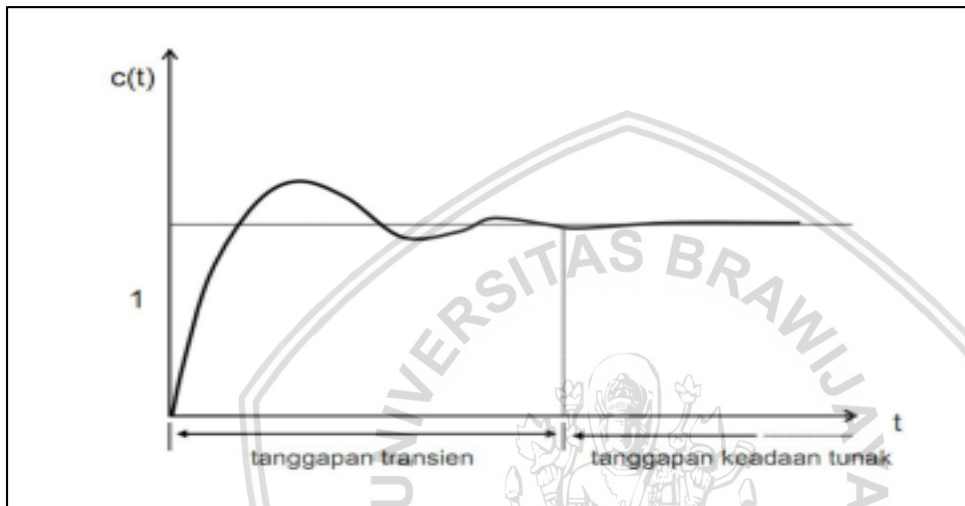 c(t)
UNIVERSITAS BRAWIJAYA
1
t
tanggapan transien
tanggapan keadaan tunak